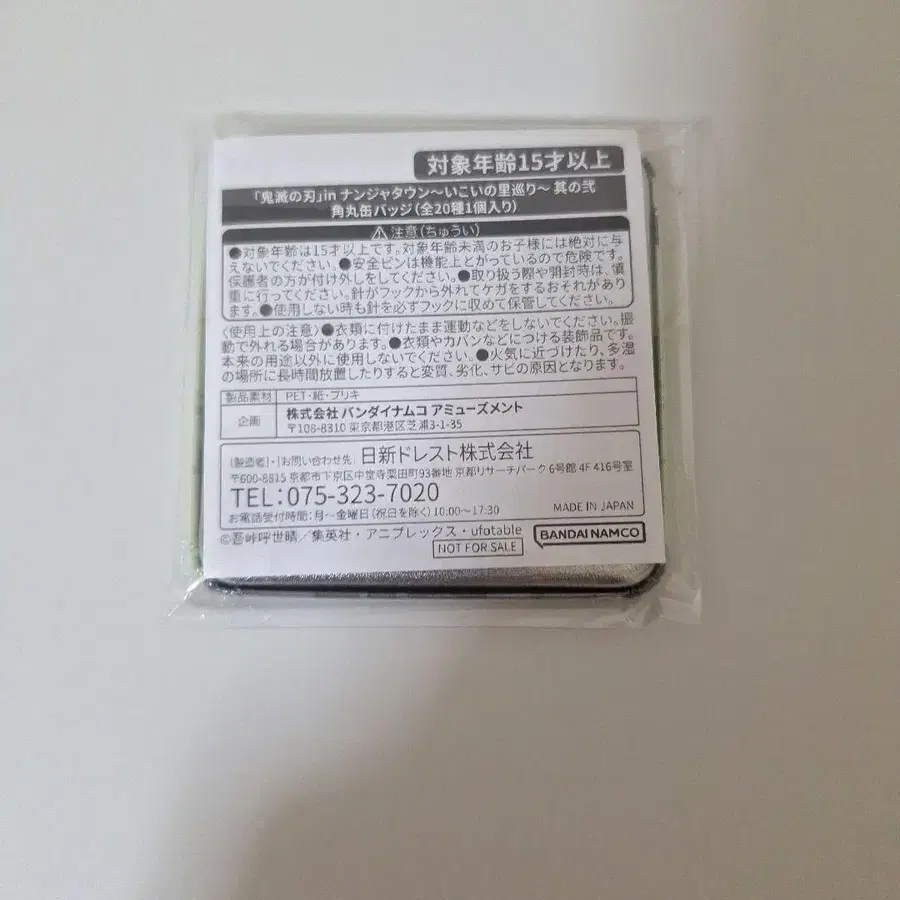 対象年齢15才以上
「鬼滅の刃」in ナンジャタウン～いこいの里巡り～ 其の弐
角丸缶バッジ(全20種1個入り)
注意(ちゅうい)
●対象年齢は15才以上です。対象年齢未満のお子様には絶対に与
えないでください。●安全ピンは機能上とがっているので危険です。
保護者の方が付け外しをしてください。●取り扱う際や開封時は、慎
重に行ってください。針がフックから外れてケガをするおそれがあり
ます。●使用しない時も針を必ずフックに収めて保管してください。
〈使用上の注意〉●衣類に付けたまま運動などをしないでください。振
動で外れる場合があります。●衣類やカバンなどにつける装飾品です。
本来の用途以外に使用しないでください。●火気に近づけたり、多湿
の場所に長時間放置したりすると変質、劣化、サビの原因となります。
製品素材 PET・紙・ブリキ
企画 株式会社 バンダイナムコ アミューズメント
〒108-8310 東京都港区芝浦3-1-35
[製造者]・[お問い合わせ先] 日新ドレスト株式会社
〒600-8815 京都市下京区中堂寺粟田町93番地 京都リサーチパーク 6号館 4F 416号室
TEL:075-323-7020
お電話受付時間:月～金曜日(祝日を除く)10:00～17:30
MADE IN JAPAN
©吾峠呼世晴／集英社・アニプレックス・ufotable
NOT FOR SALE
BANDAI NAMCO